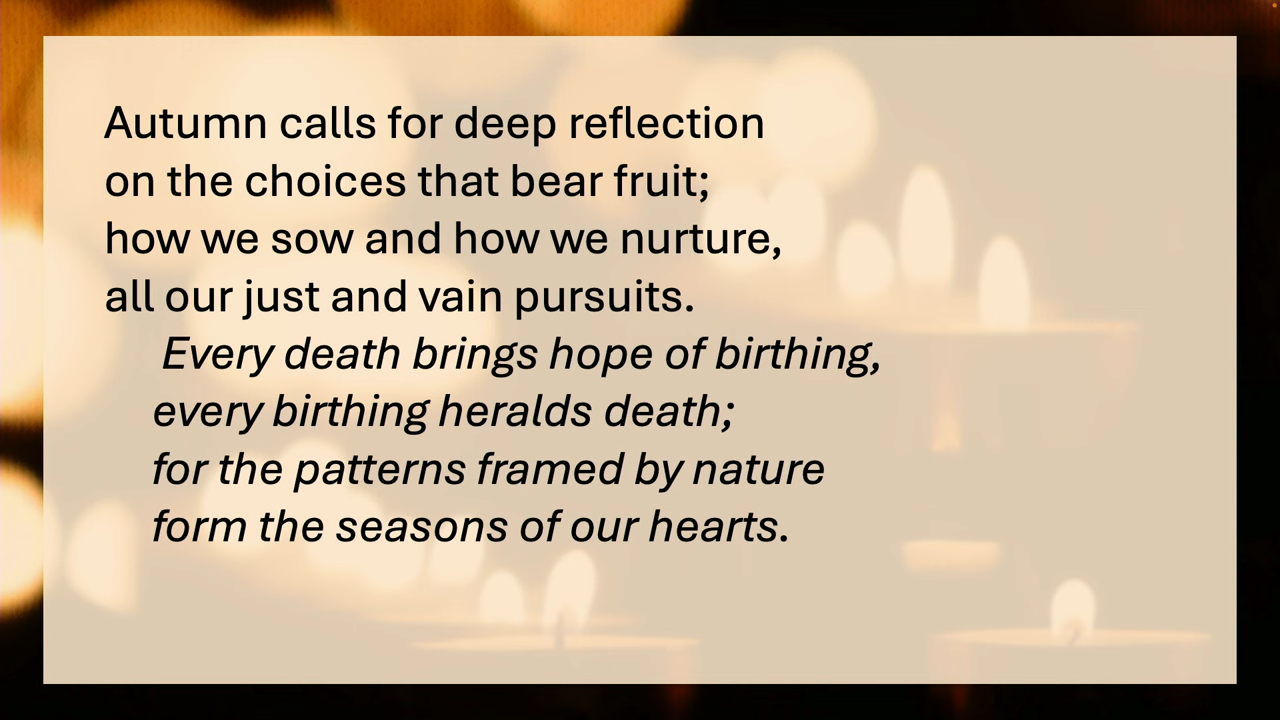 Autumn calls for deep reflection
on the choices that bear fruit;
how we sow and how we nurture,
all our just and vain pursuits.
Every death brings hope of birthing,
every birthing heralds death;
for the patterns framed by nature
form the seasons of our hearts.